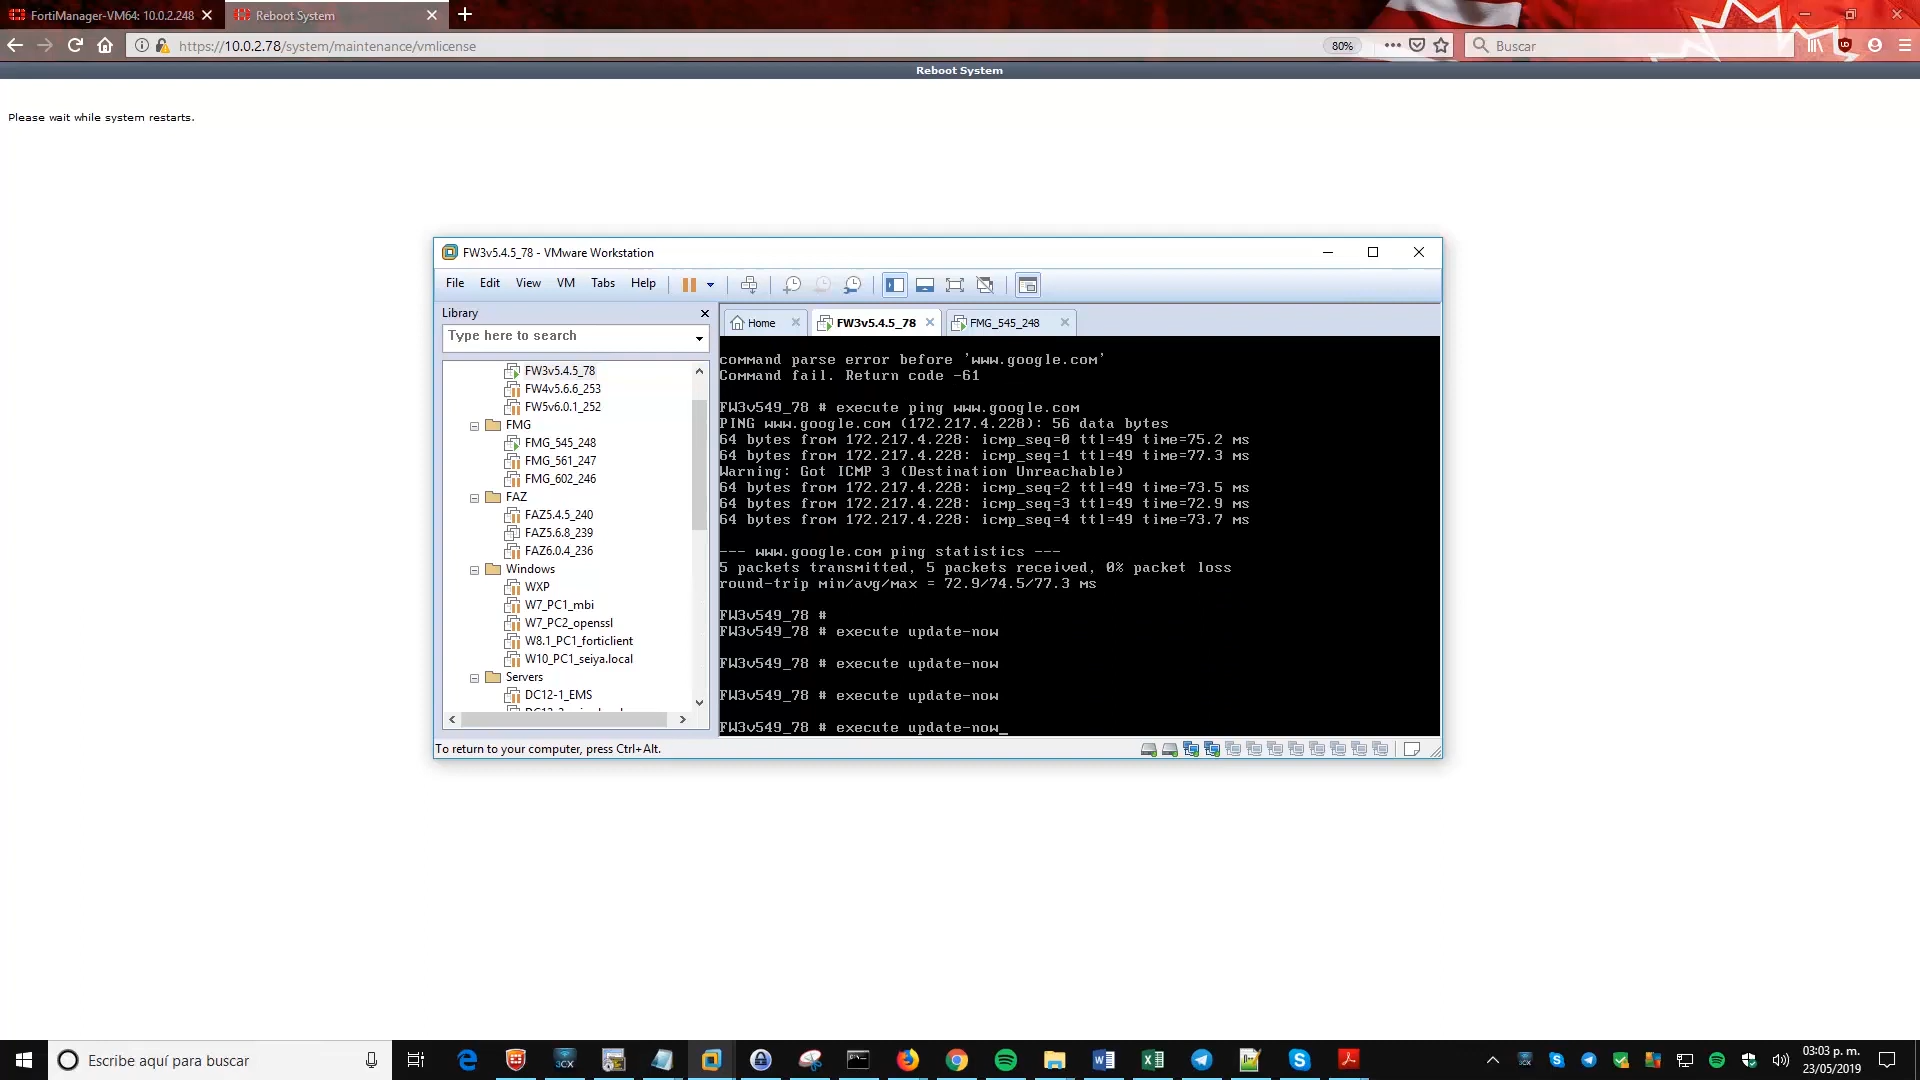 FortiManager-VM64: 10.0.2.248
Reboot System
https://10.0.2.78/system/maintenance/vmlicense
80%
Buscar
Reboot System
Please wait while system restarts.
FW3v5.4.5_78 - VMware Workstation
File Edit View VM Tabs Help
Library
Type here to search
FW3v5.4.5_78
FW4v5.6.6_253
FW5v6.0.1_252
FMG
FMG_545_248
FMG_561_247
FMG_602_246
FAZ
FAZ5.4.5_240
FAZ5.6.8_239
FAZ6.0.4_236
Windows
WXP
W7_PC1_mbi
W7_PC2_openssl
W8.1_PC1_forticlient
W10_PC1_seiya.local
Servers
DC12-1_EMS
Home FW3v5.4.5_78 FMG_545_248
command parse error before 'www.google.com'
Command fail. Return code -61
FW3v549_78 # execute ping www.google.com
PING www.google.com (172.217.4.228): 56 data bytes
64 bytes from 172.217.4.228: icmp_seq=0 ttl=49 time=75.2 ms
64 bytes from 172.217.4.228: icmp_seq=1 ttl=49 time=77.3 ms
Warning: Got ICMP 3 (Destination Unreachable)
64 bytes from 172.217.4.228: icmp_seq=2 ttl=49 time=73.5 ms
64 bytes from 172.217.4.228: icmp_seq=3 ttl=49 time=72.9 ms
64 bytes from 172.217.4.228: icmp_seq=4 ttl=49 time=73.7 ms
--- www.google.com ping statistics ---
5 packets transmitted, 5 packets received, 0% packet loss
round-trip min/avg/max = 72.9/74.5/77.3 ms
FW3v549_78 #
FW3v549_78 # execute update-now
FW3v549_78 # execute update-now
FW3v549_78 # execute update-now
FW3v549_78 # execute update-now_
To return to your computer, press Ctrl+Alt.
Escribe aquí para buscar
3CX
03:03 p. m.
23/05/2019